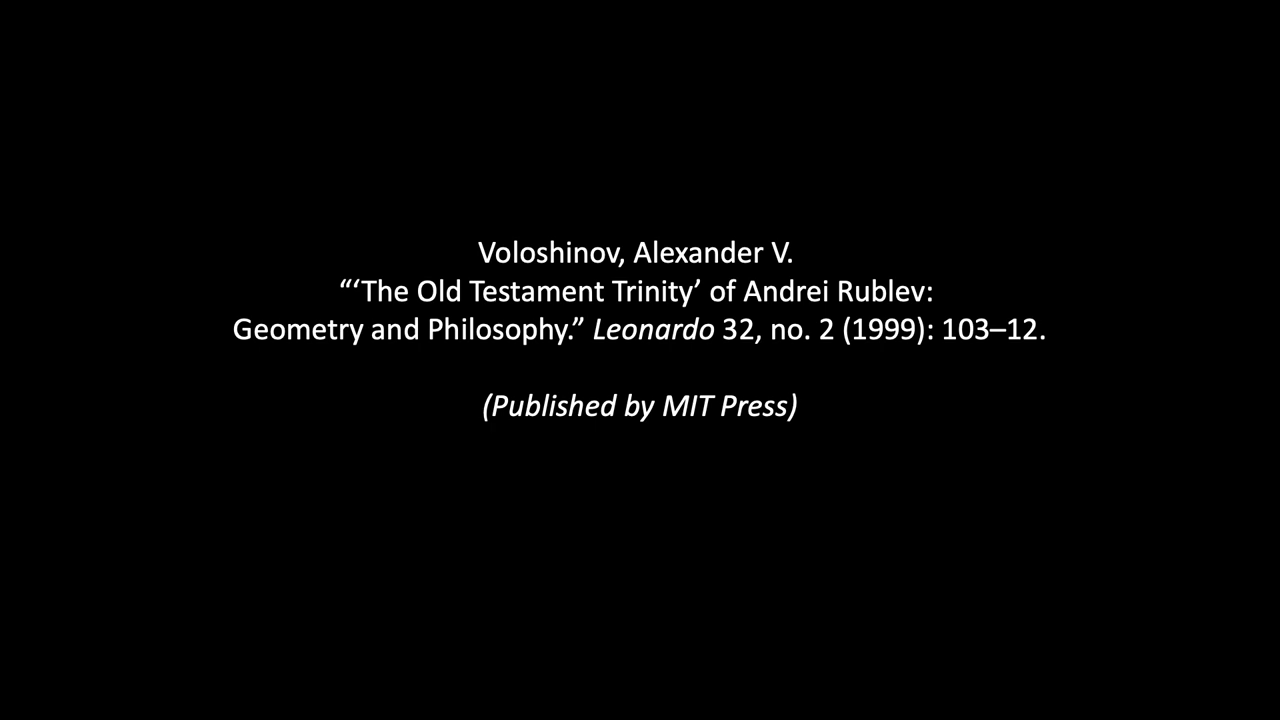 Voloshinov, Alexander V.
“‘The Old Testament Trinity’ of Andrei Rublev:
Geometry and Philosophy.” Leonardo 32, no. 2 (1999): 103–12.
(Published by MIT Press)